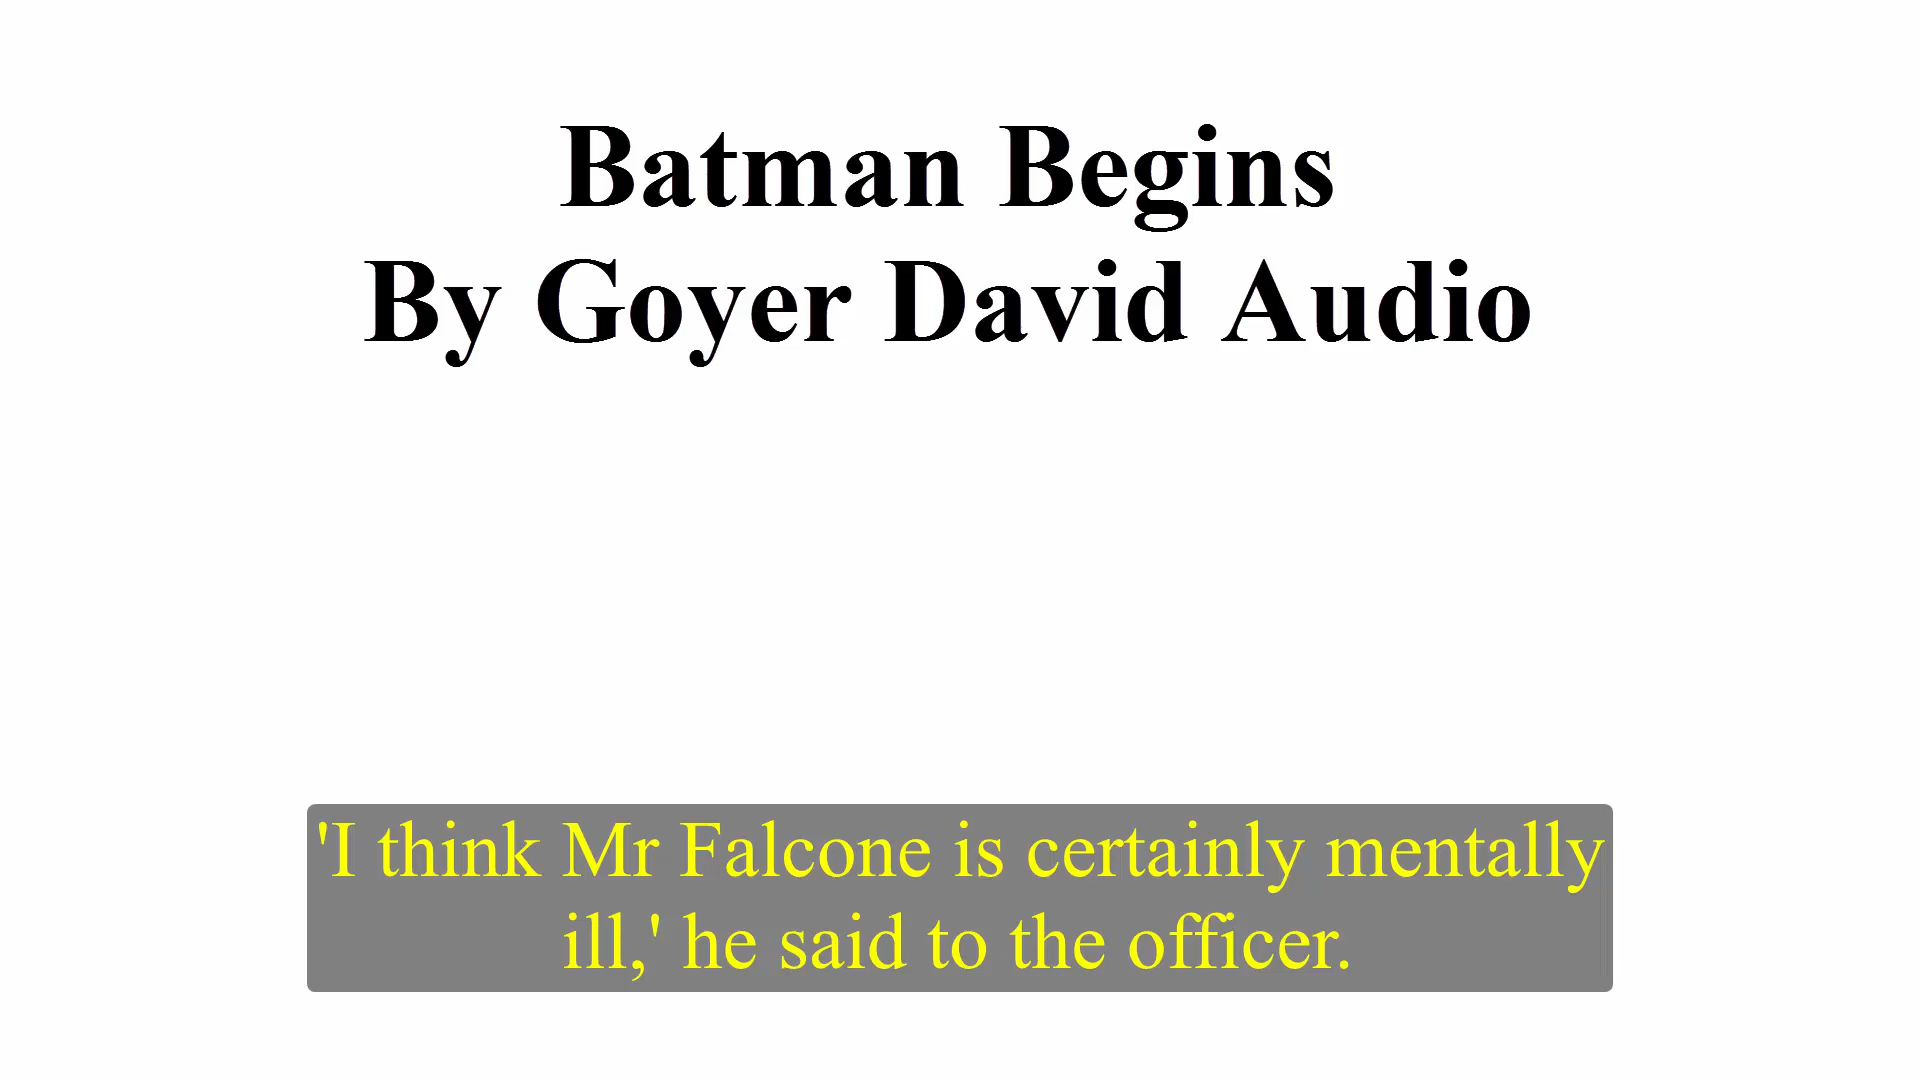 Batman Begins
By Goyer David Audio
'I think Mr Falcone is certainly mentally
ill,' he said to the officer.